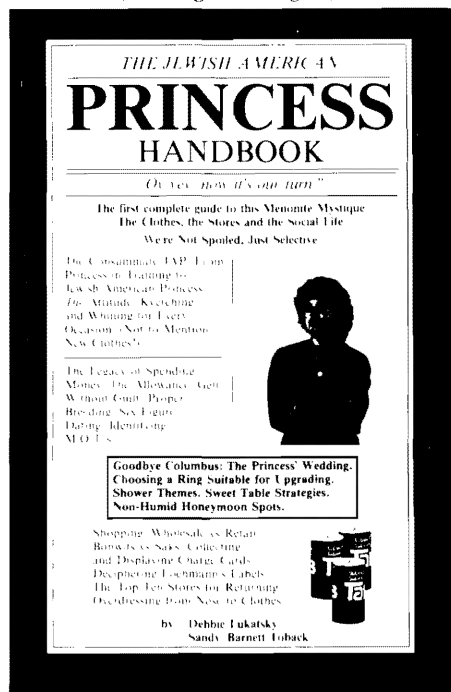 THE JEWISH AMERICAN
PRINCESS
HANDBOOK
Oy vey, now it's our turn"
The first complete guide to this Menonite Mystique
The Clothes, the Stores and the Social Life
We're Not Spoiled, Just Selective
The Consummate JAP: From
Princess in Training to
Jewish American Princess
The Attitude: Kvetching
and Whining for Every
Occasion (Not to Mention
New Clothes!)
The Legacy of Spending
Money: The Allowance, Gelt
Without Guilt, Proper
Breeding, Six Figure
Dating, Identifying
M.O.T.'s
Goodbye Columbus: The Princess' Wedding.
Choosing a Ring Suitable for Upgrading.
Shower Themes. Sweet Table Strategies.
Non-Humid Honeymoon Spots.
Shopping: Wholesale vs Retail
Bonwits vs Saks, Collecting
and Displaying Charge Cards
Deciphering Loehmann's Labels
The Top Ten Stores for Returning
Overdressing from Nose to Clothes
by Debbie Lukatsky
Sandy Barnett Toback